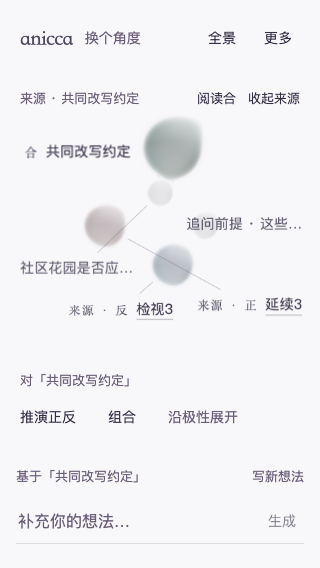 anicca 换个角度 全景 更多
来源 · 共同改写约定 阅读合 收起来源
合 共同改写约定
追问前提 · 这些…
社区花园是否应…
来源 · 反 检视3
来源 · 正 延续3
对「共同改写约定」
推演正反 组合 沿极性展开
基于「共同改写约定」 写新想法
补充你的想法… 生成